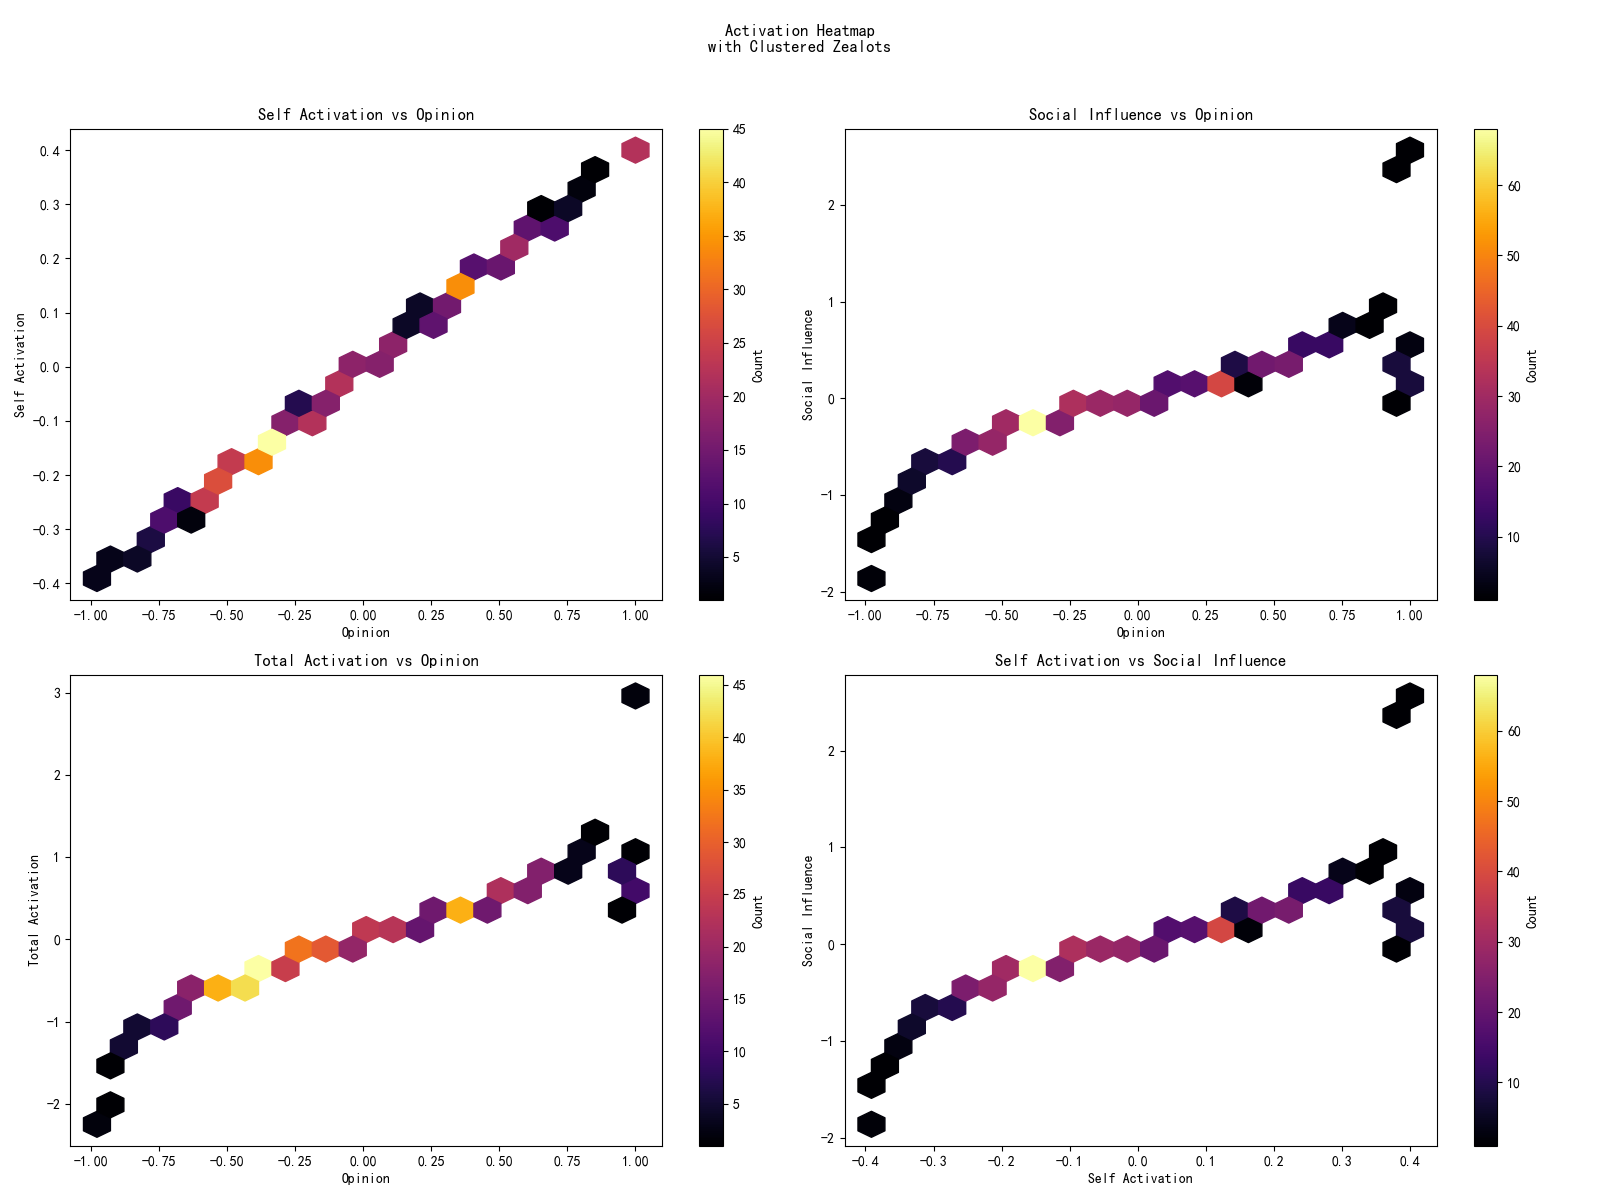 Activation Heatmap
with Clustered Zealots
Self Activation vs Opinion
Self Activation
0.4
0.3
0.2
0.1
0.0
−0.1
−0.2
−0.3
−0.4
−1.00 −0.75 −0.50 −0.25 0.00 0.25 0.50 0.75 1.00
Opinion
45
40
35
30
25
20
15
10
5
Count
Social Influence vs Opinion
Social Influence
2
1
0
−1
−2
−1.00 −0.75 −0.50 −0.25 0.00 0.25 0.50 0.75 1.00
Opinion
60
50
40
30
20
10
Count
Total Activation vs Opinion
Total Activation
3
2
1
0
−1
−2
−1.00 −0.75 −0.50 −0.25 0.00 0.25 0.50 0.75 1.00
Opinion
45
40
35
30
25
20
15
10
5
Count
Self Activation vs Social Influence
Social Influence
2
1
0
−1
−2
−0.4 −0.3 −0.2 −0.1 0.0 0.1 0.2 0.3 0.4
Self Activation
60
50
40
30
20
10
Count